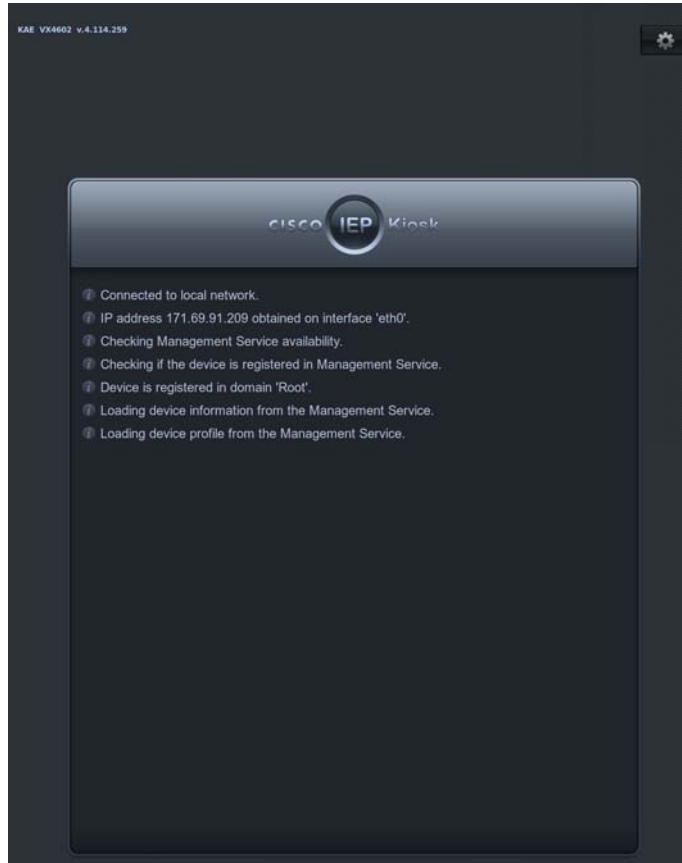 KAE VX4602 v.4.114.259
CISCO IEP Kiosk
Connected to local network.
IP address 171.69.91.209 obtained on interface 'eth0'.
Checking Management Service availability.
Checking if the device is registered in Management Service.
Device is registered in domain 'Root'.
Loading device information from the Management Service.
Loading device profile from the Management Service.